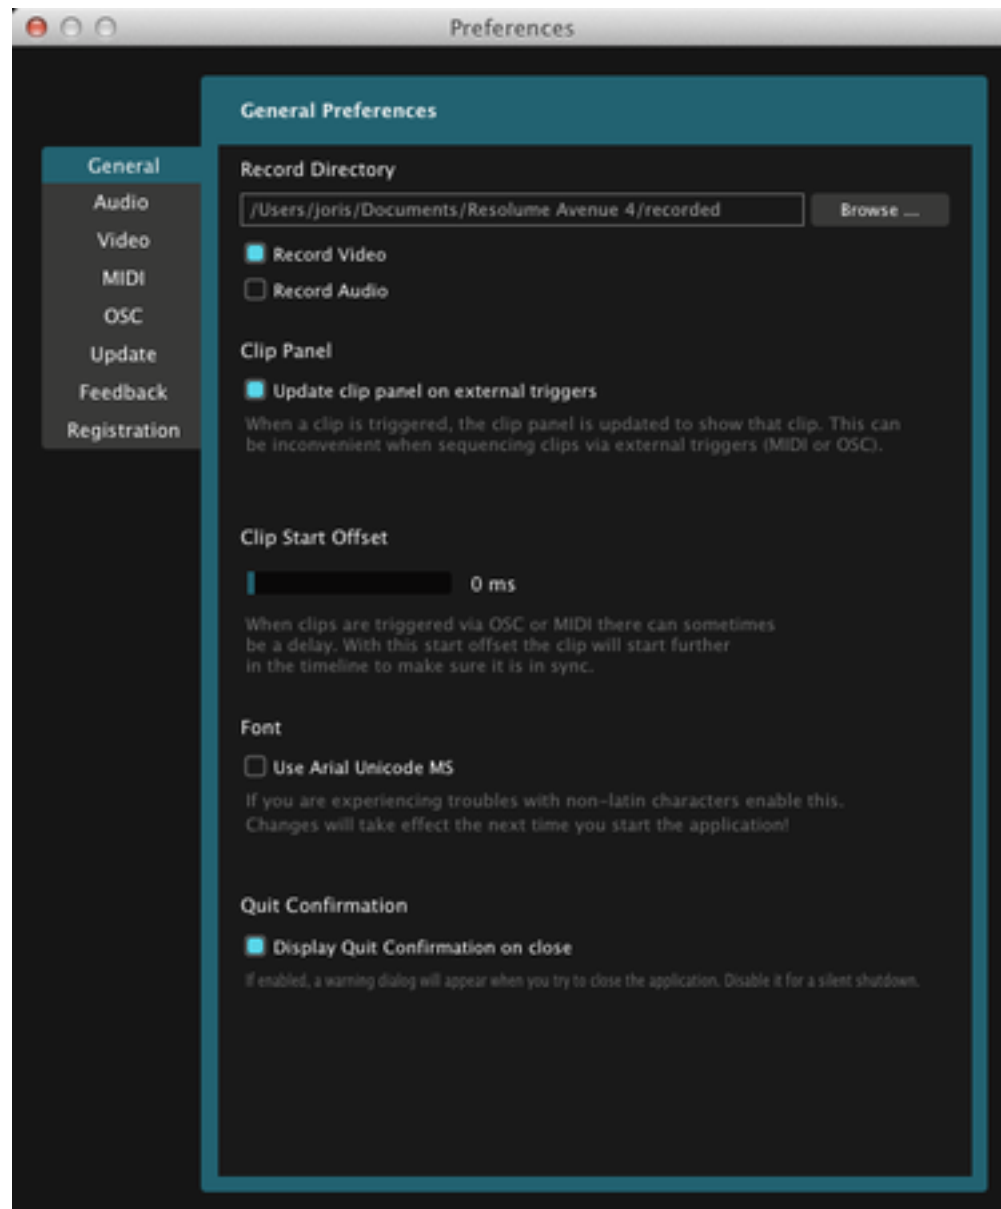 Preferences
General Preferences
General
Audio
Video
MIDI
OSC
Update
Feedback
Registration
Record Directory
/Users/joris/Documents/Resolume Avenue 4/recorded
Browse ...
Record Video
Record Audio
Clip Panel
Update clip panel on external triggers
When a clip is triggered, the clip panel is updated to show that clip. This can
be inconvenient when sequencing clips via external triggers (MIDI or OSC).
Clip Start Offset
0 ms
When clips are triggered via OSC or MIDI there can sometimes
be a delay. With this start offset the clip will start further
in the timeline to make sure it is in sync.
Font
Use Arial Unicode MS
If you are experiencing troubles with non-latin characters enable this.
Changes will take effect the next time you start the application!
Quit Confirmation
Display Quit Confirmation on close
If enabled, a warning dialog will appear when you try to close the application. Disable it for a silent shutdown.